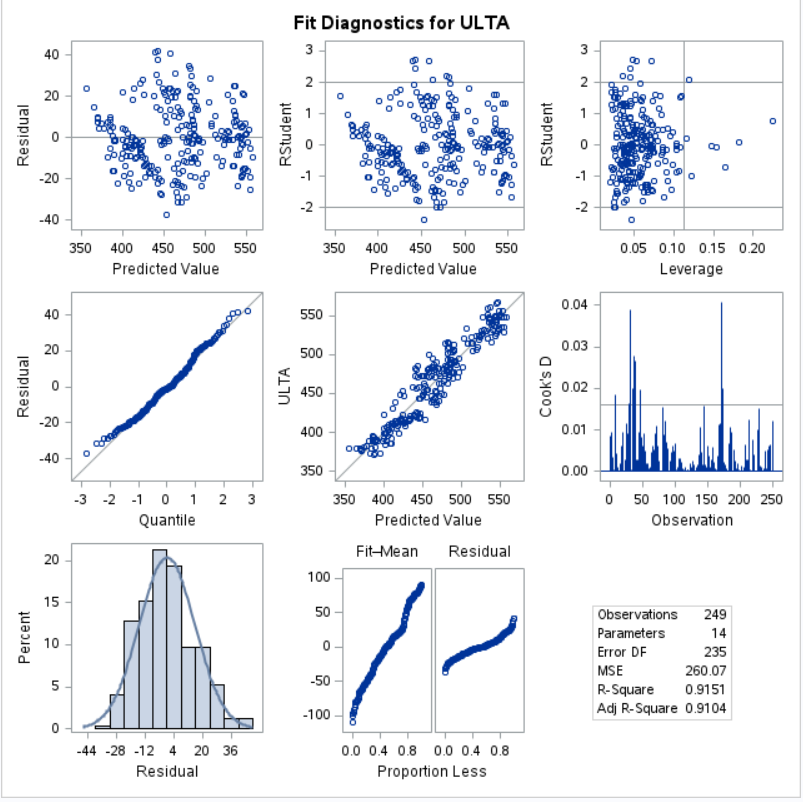 Fit Diagnostics for ULTA
40
20
0
-20
-40
Residual
350 400 450 500 550
Predicted Value
3
2
1
0
-1
-2
RStudent
350 400 450 500 550
Predicted Value
3
2
1
0
-1
-2
RStudent
0.05 0.10 0.15 0.20
Leverage
40
20
0
-20
-40
Residual
-3 -2 -1 0 1 2 3
Quantile
550
500
450
400
350
ULTA
350 400 450 500 550
Predicted Value
0.04
0.03
0.02
0.01
0.00
Cook's D
0 50 100 150 200 250
Observation
20
15
10
5
0
Percent
-44 -28 -12 4 20 36
Residual
Fit–Mean Residual
100
50
0
-50
-100
0.0 0.4 0.8 0.0 0.4 0.8
Proportion Less
Observations 249
Parameters 14
Error DF 235
MSE 260.07
R-Square 0.9151
Adj R-Square 0.9104